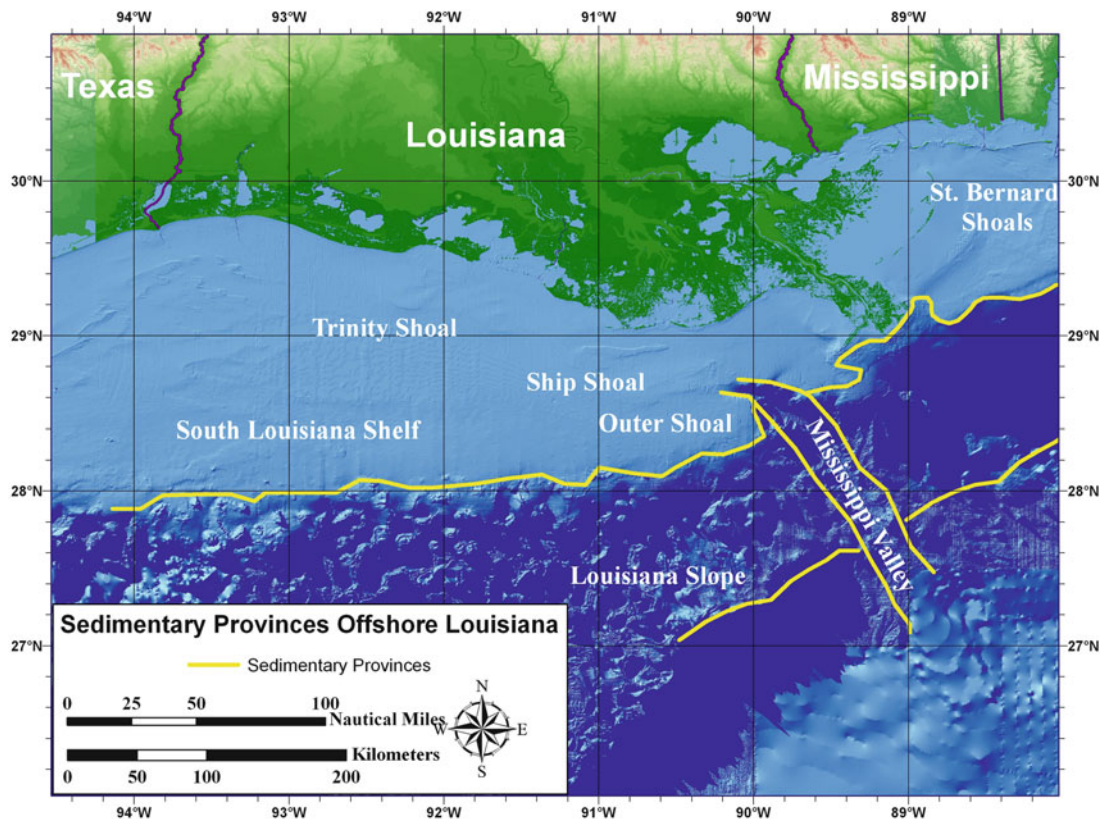 94°W 93°W 92°W 91°W 90°W 89°W
Texas
Mississippi
Louisiana
30°N 30°N
St. Bernard
Shoals
29°N 29°N
Trinity Shoal
Ship Shoal
Outer Shoal
South Louisiana Shelf
Mississippi Valley
28°N 28°N
Louisiana Slope
Sedimentary Provinces Offshore Louisiana
27°N 27°N
Sedimentary Provinces
0 25 50 100
Nautical Miles
Kilometers
0 50 100 200
N
W E
S
94°W 93°W 92°W 91°W 90°W 89°W